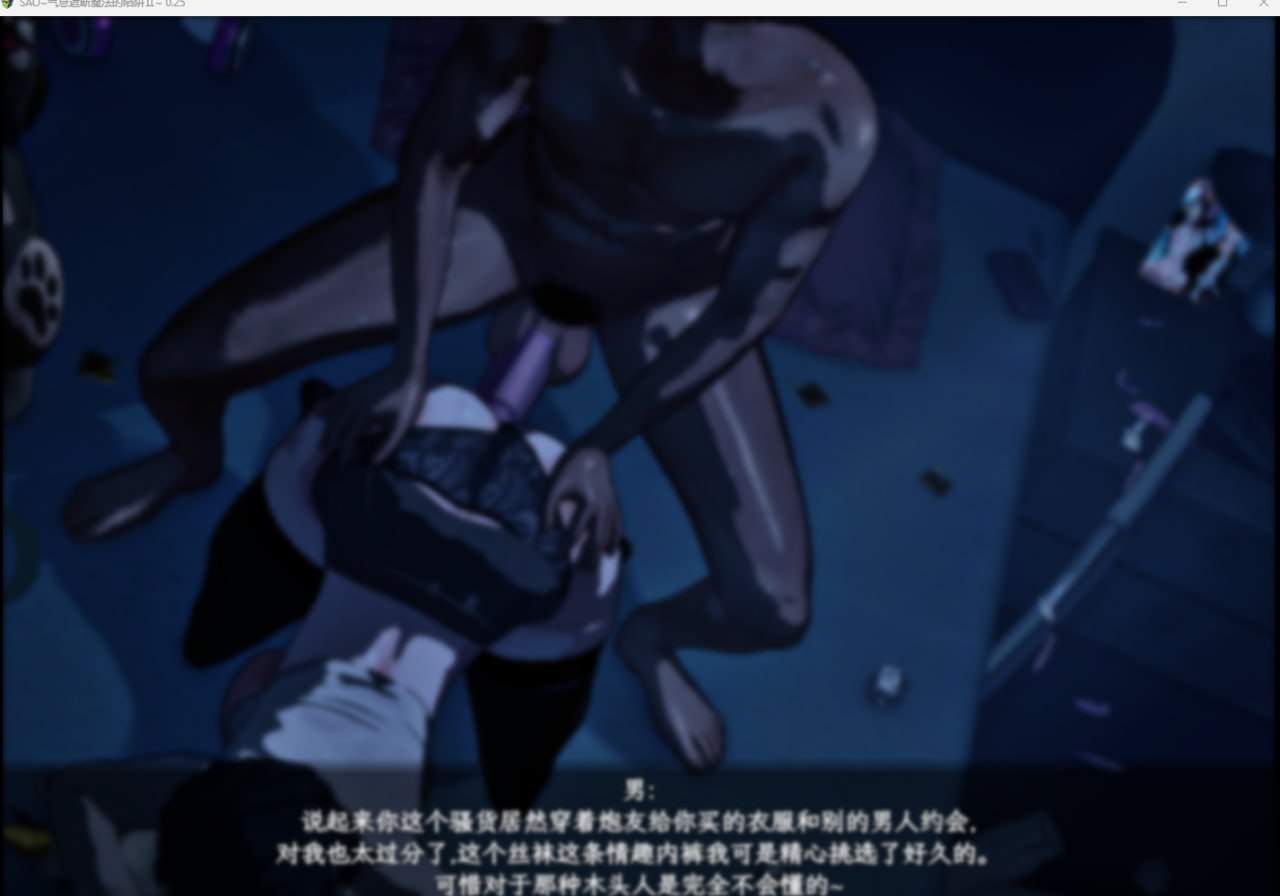 SAO~气息遮断魔法的陷阱II~ 0.25
男:
说起来你这个骚货居然穿着炮友给你买的衣服和别的男人约会,
对我也太过分了,这个丝袜这条情趣内裤我可是精心挑选了好久的。
可惜对于那种木头人是完全不会懂的~